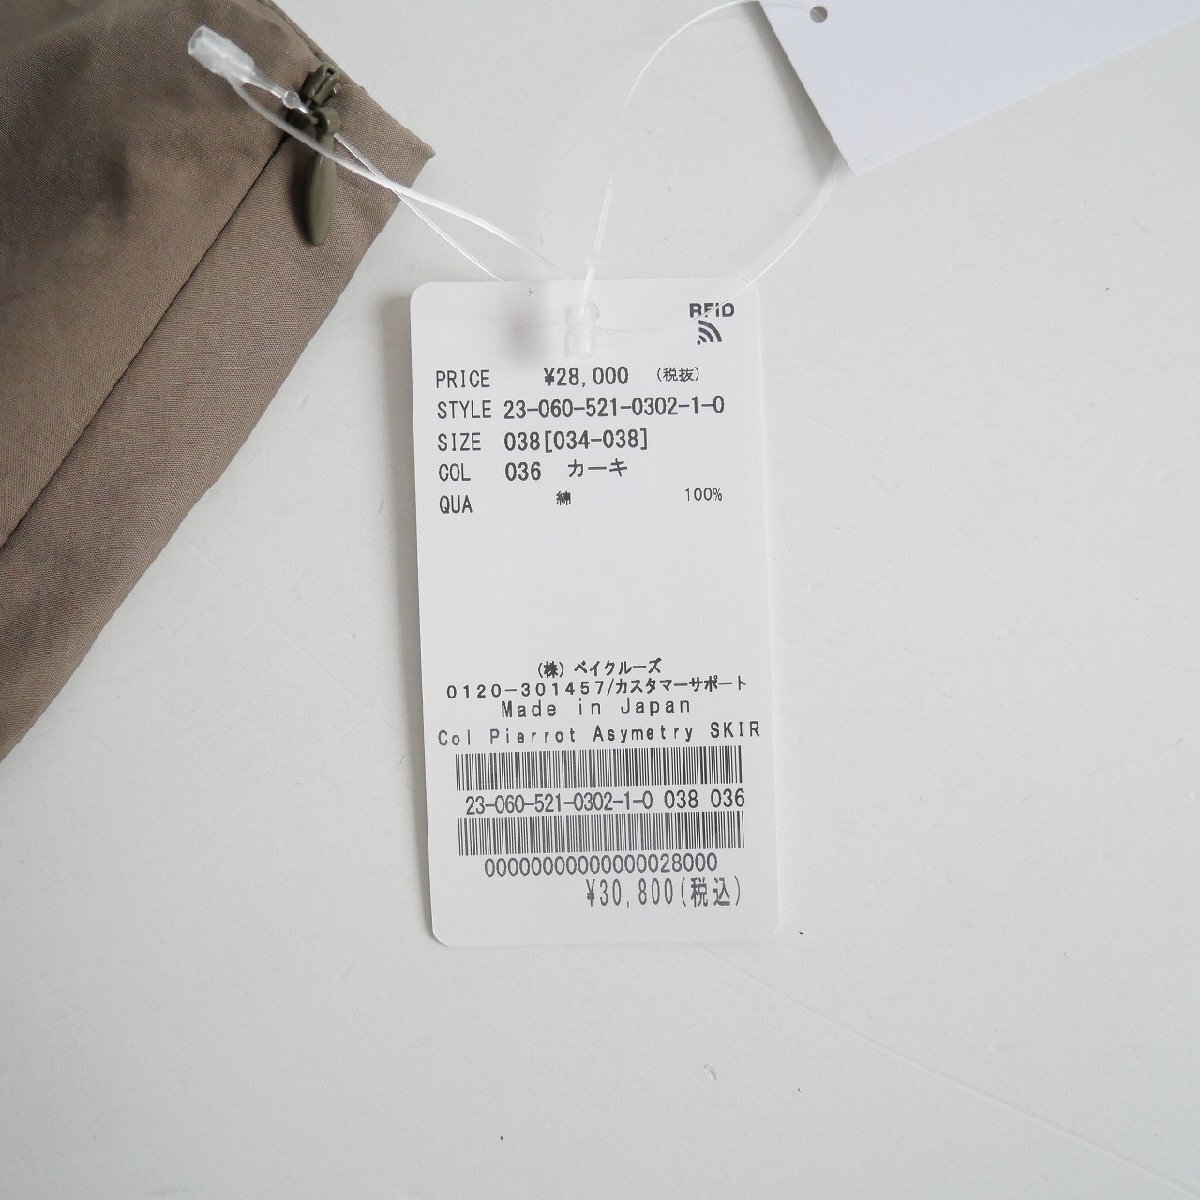 RFID
PRICE ¥28,000 (税抜)
STYLE 23-060-521-0302-1-0
SIZE 038[034-038]
COL 036 カーキ
QUA 綿 100%
(株) ベイクルーズ
0120-301457/カスタマーサポート
Made in Japan
Col Pierrot Asymetry SKIR
23-060-521-0302-1-0 038 036
00000000000000028000
¥30,800(税込)